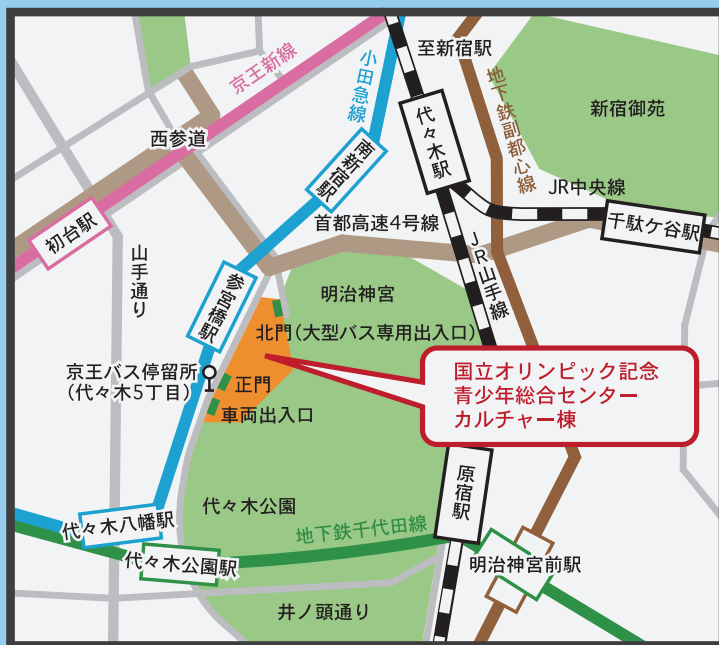 至新宿駅
京王新線
小田急線
地下鉄副都心線
新宿御苑
西参道
代々木駅
南新宿駅
JR中央線
千駄ケ谷駅
初台駅
首都高速4号線
山手通り
参宮橋駅
明治神宮
JR山手線
北門(大型バス専用出入口)
京王バス停留所
(代々木5丁目)
正門
車両出入口
国立オリンピック記念
青少年総合センター
カルチャー棟
原宿駅
代々木公園
代々木八幡駅
地下鉄千代田線
代々木公園駅
明治神宮前駅
井ノ頭通り